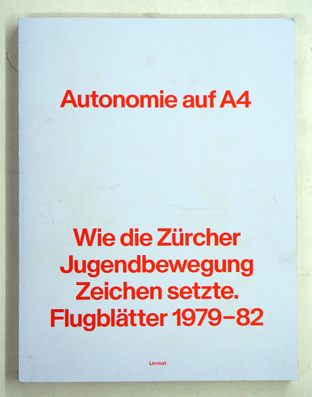 Autonomie auf A4
Wie die Zürcher
Jugendbewegung
Zeichen setzte.
Flugblätter 1979–82
Limmat